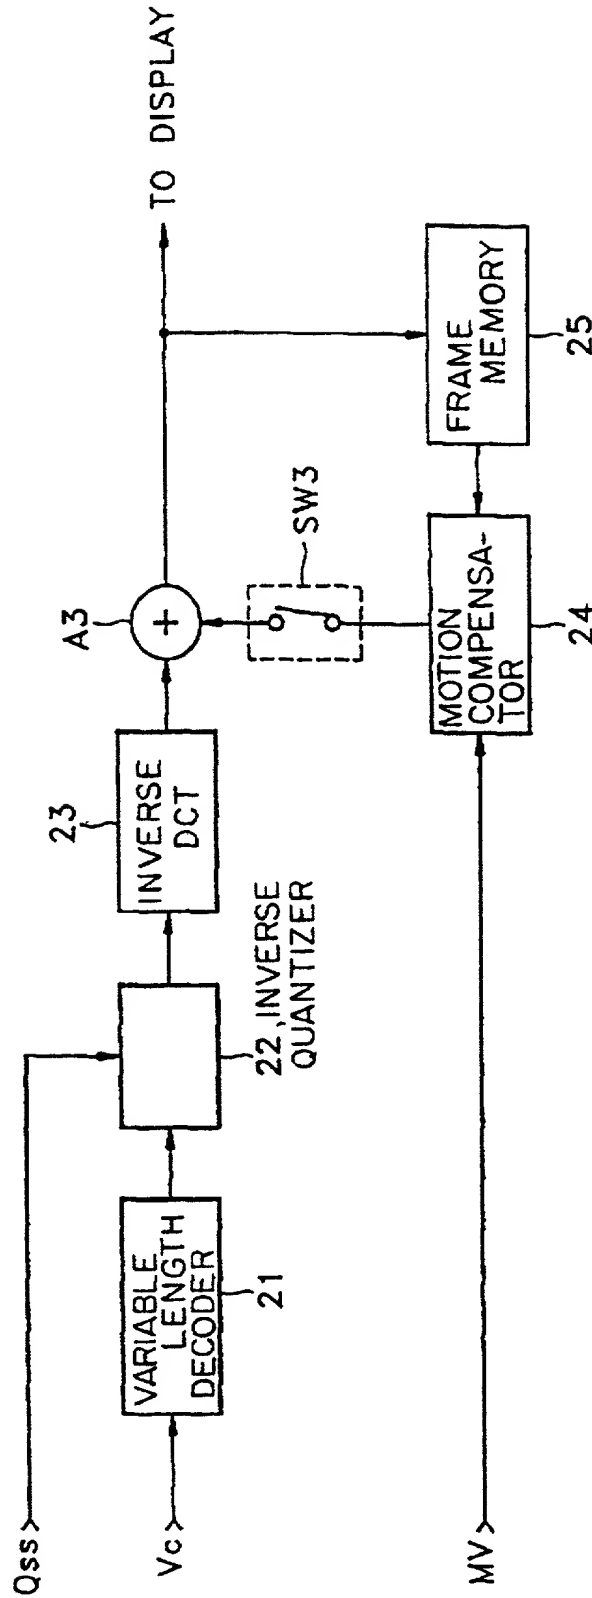 Qss
Vc
MV
VARIABLE
LENGTH
DECODER
21
22, INVERSE
QUANTIZER
23
INVERSE
DCT
A3
+
SW3
TO DISPLAY
MOTION
COMPENSA-
TOR
24
FRAME
MEMORY
25